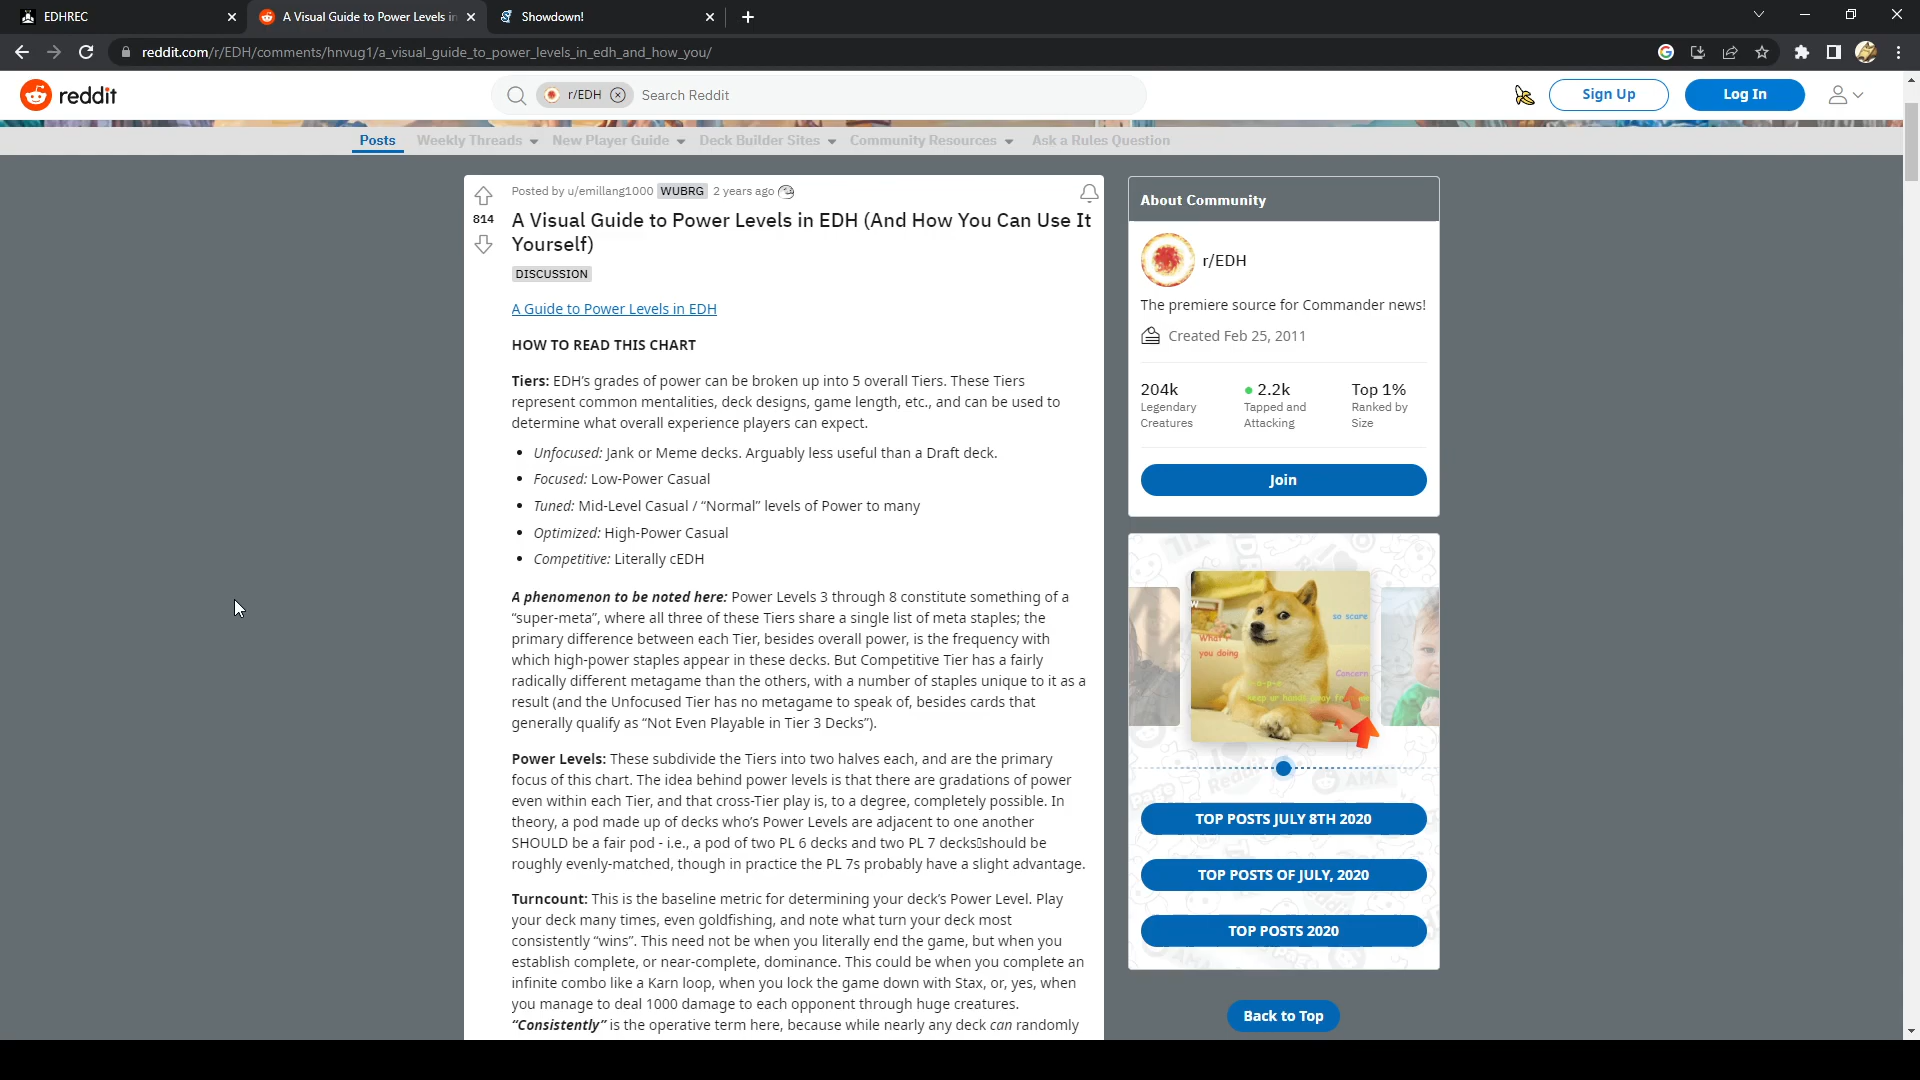 EDHREC
A Visual Guide to Power Levels in
Showdown!
reddit.com/r/EDH/comments/hnvug1/a_visual_guide_to_power_levels_in_edh_and_how_you/
reddit
r/EDH
Search Reddit
Sign Up
Log In
Posts
Weekly Threads
New Player Guide
Deck Builder Sites
Community Resources
Ask a Rules Question
Posted by u/emillang1000 WUBRG 2 years ago
814
A Visual Guide to Power Levels in EDH (And How You Can Use It
Yourself)
DISCUSSION
A Guide to Power Levels in EDH
HOW TO READ THIS CHART
Tiers: EDH's grades of power can be broken up into 5 overall Tiers. These Tiers
represent common mentalities, deck designs, game length, etc., and can be used to
determine what overall experience players can expect.
• Unfocused: Jank or Meme decks. Arguably less useful than a Draft deck.
• Focused: Low-Power Casual
• Tuned: Mid-Level Casual / “Normal” levels of Power to many
• Optimized: High-Power Casual
• Competitive: Literally cEDH
A phenomenon to be noted here: Power Levels 3 through 8 constitute something of a
“super-meta”, where all three of these Tiers share a single list of meta staples; the
primary difference between each Tier, besides overall power, is the frequency with
which high-power staples appear in these decks. But Competitive Tier has a fairly
radically different metagame than the others, with a number of staples unique to it as a
result (and the Unfocused Tier has no metagame to speak of, besides cards that
generally qualify as “Not Even Playable in Tier 3 Decks”).
Power Levels: These subdivide the Tiers into two halves each, and are the primary
focus of this chart. The idea behind power levels is that there are gradations of power
even within each Tier, and that cross-Tier play is, to a degree, completely possible. In
theory, a pod made up of decks who's Power Levels are adjacent to one another
SHOULD be a fair pod - i.e., a pod of two PL 6 decks and two PL 7 decks should be
roughly evenly-matched, though in practice the PL 7s probably have a slight advantage.
Turncount: This is the baseline metric for determining your deck's Power Level. Play
your deck many times, even goldfishing, and note what turn your deck most
consistently “wins”. This need not be when you literally end the game, but when you
establish complete, or near-complete, dominance. This could be when you complete an
infinite combo like a Karn loop, when you lock the game down with Stax, or, yes, when
you manage to deal 1000 damage to each opponent through huge creatures.
“Consistently” is the operative term here, because while nearly any deck can randomly
About Community
r/EDH
The premiere source for Commander news!
Created Feb 25, 2011
204k
Legendary
Creatures
2.2k
Tapped and
Attacking
Top 1%
Ranked by
Size
Join
so scare
What r
you doing
Concern
TOP POSTS JULY 8TH 2020
TOP POSTS OF JULY, 2020
TOP POSTS 2020
Back to Top